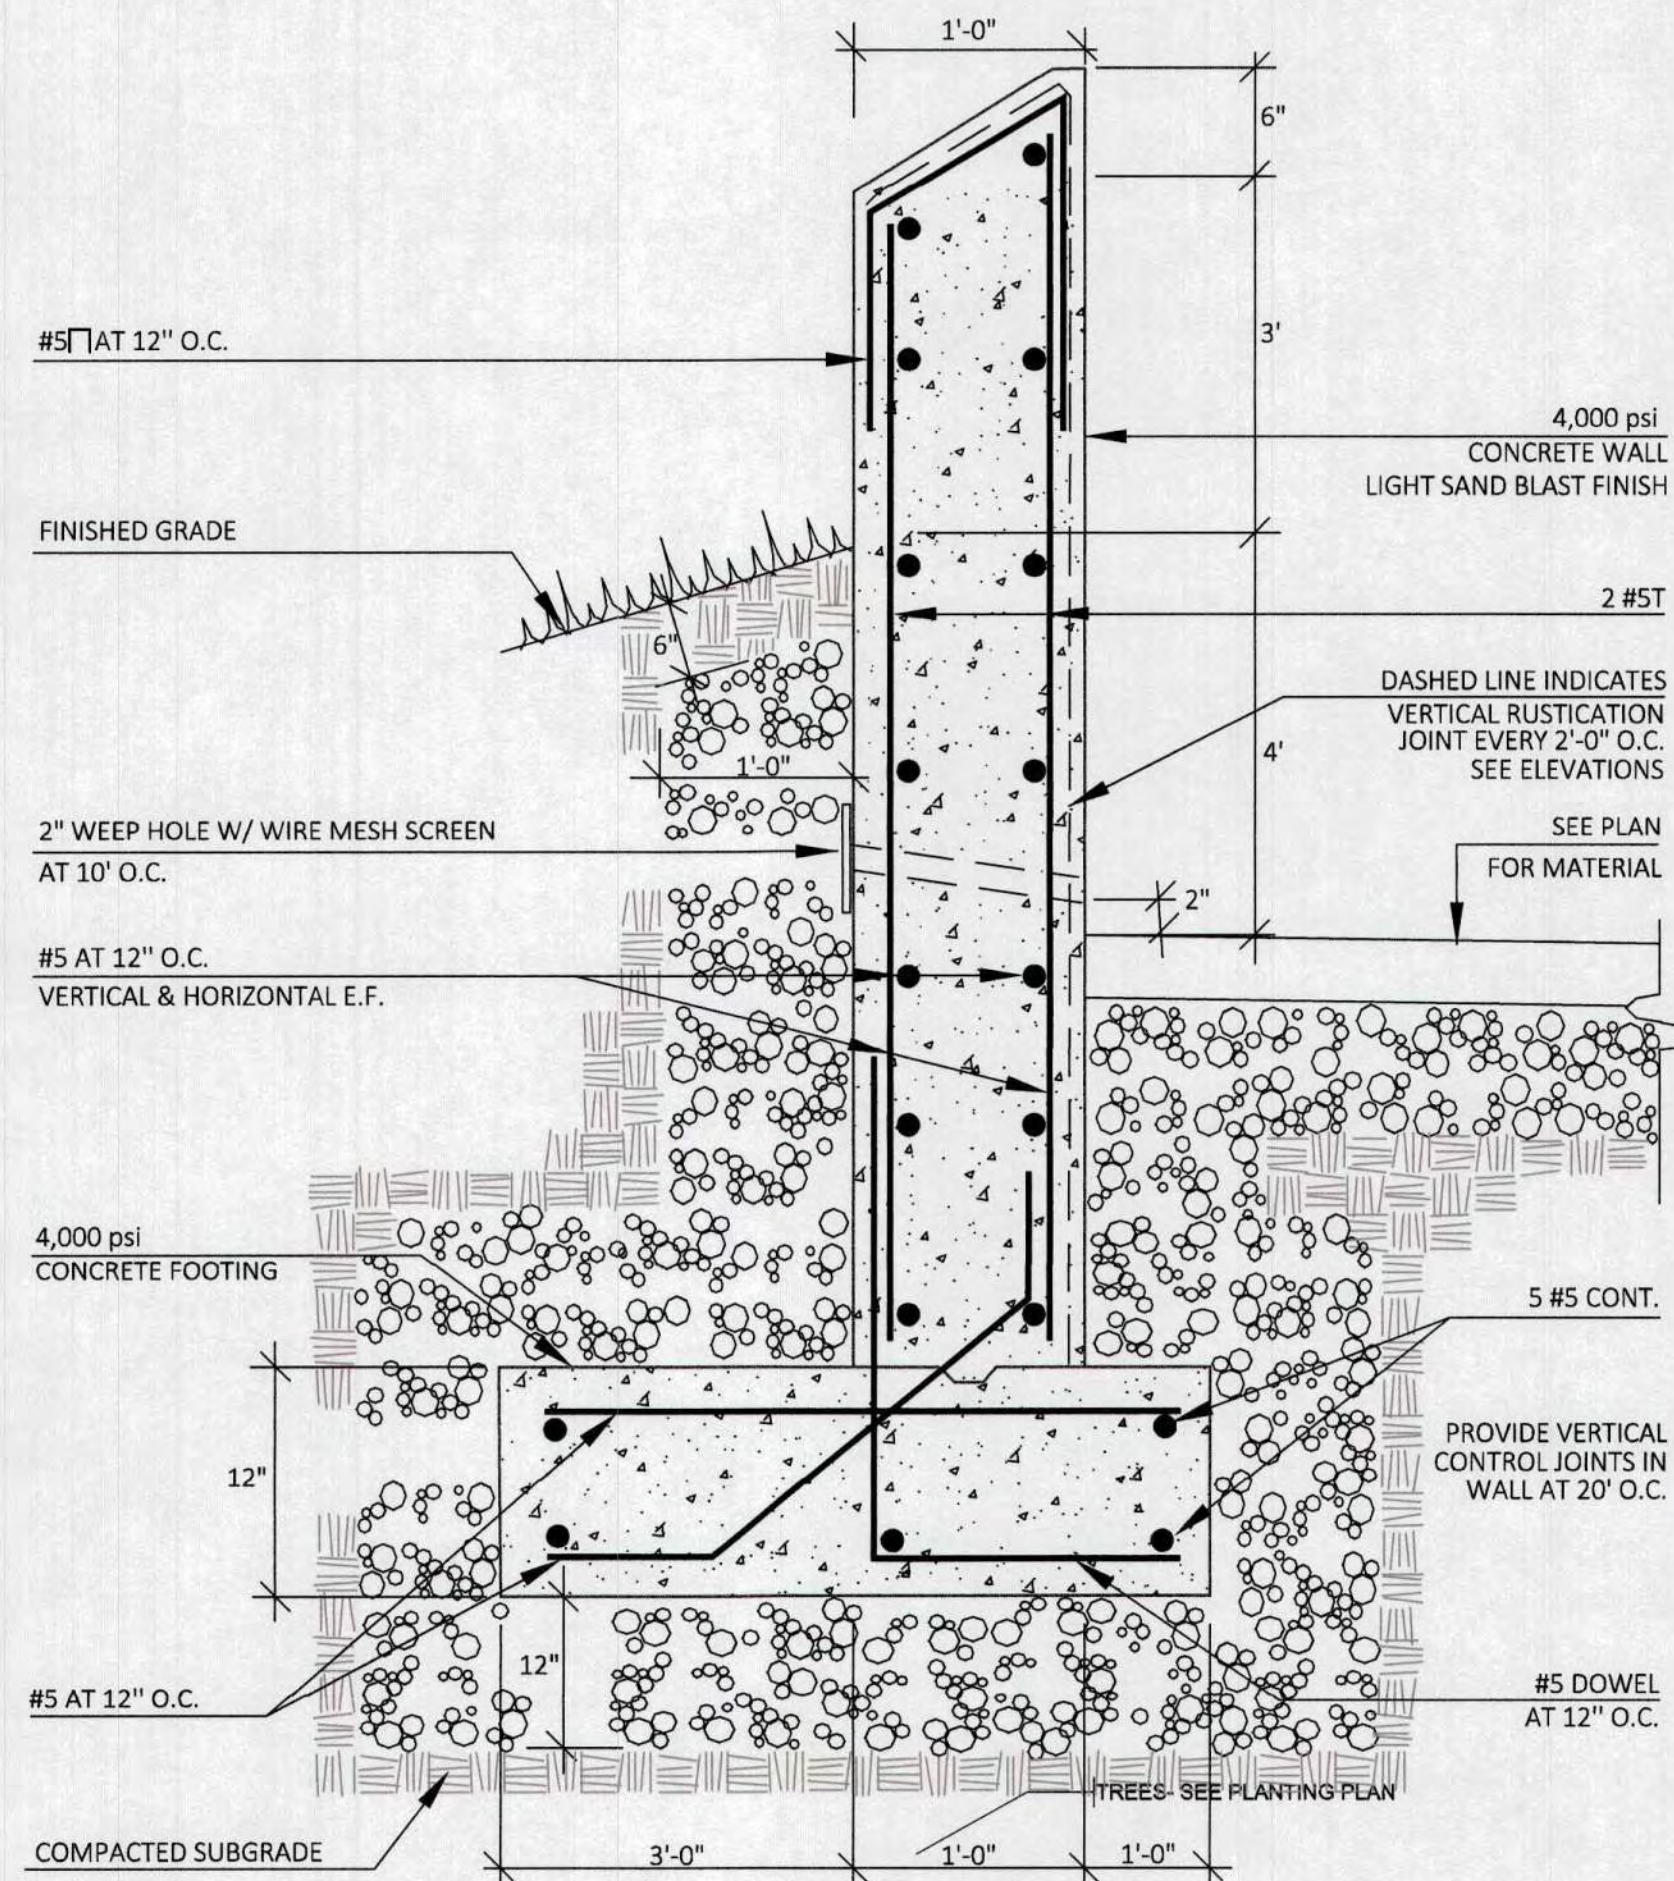 1'-0"
6"
#5⊓AT 12" O.C.
3'
4,000 psi
CONCRETE WALL
LIGHT SAND BLAST FINISH
FINISHED GRADE
2 #5T
6"
DASHED LINE INDICATES
VERTICAL RUSTICATION
JOINT EVERY 2'-0" O.C.
SEE ELEVATIONS
4'
1'-0"
2" WEEP HOLE W/ WIRE MESH SCREEN
AT 10' O.C.
SEE PLAN
FOR MATERIAL
2"
#5 AT 12" O.C.
VERTICAL & HORIZONTAL E.F.
4,000 psi
CONCRETE FOOTING
5 #5 CONT.
12"
PROVIDE VERTICAL
CONTROL JOINTS IN
WALL AT 20' O.C.
12"
#5 AT 12" O.C.
#5 DOWEL
AT 12" O.C.
TREES- SEE PLANTING PLAN
COMPACTED SUBGRADE
3'-0"
1'-0"
1'-0"